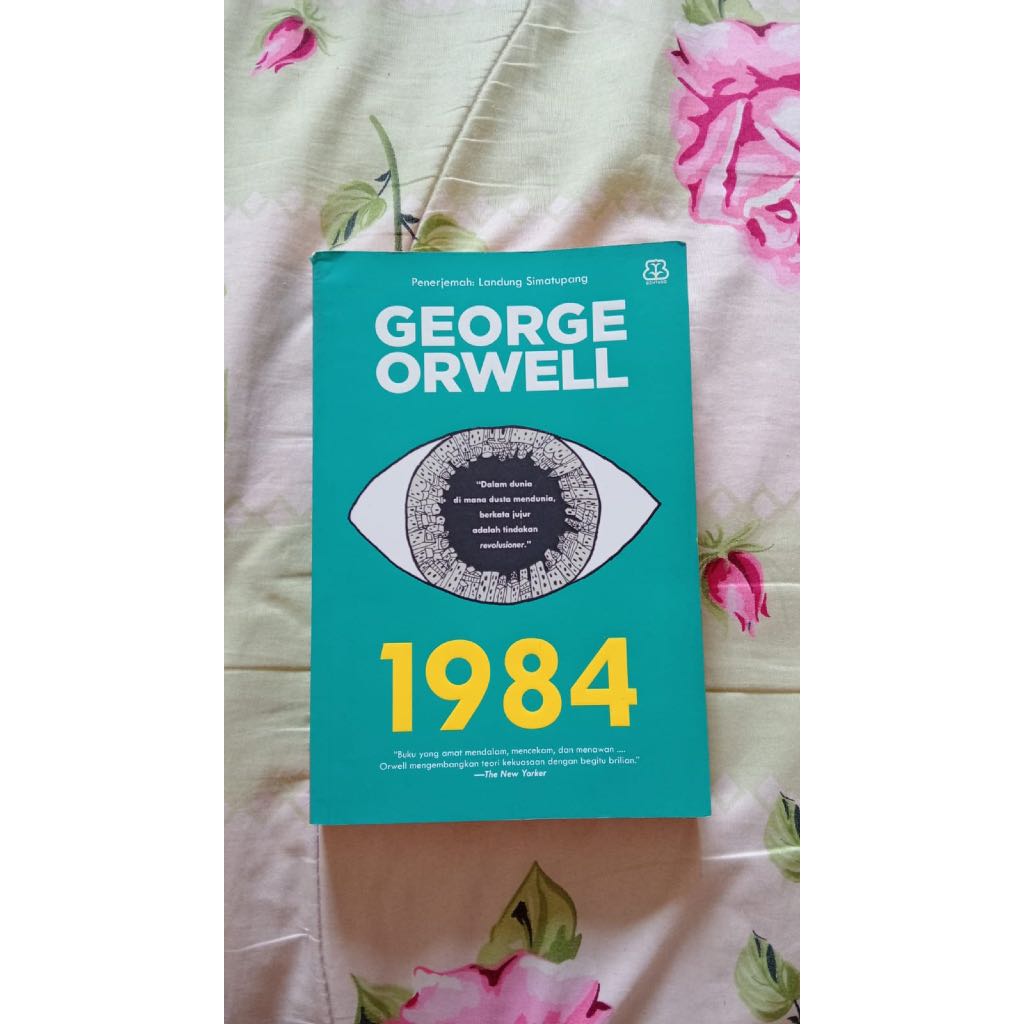 Penerjemah: Landung Simatupang
BENTANG
GEORGE
ORWELL
"Dalam dunia
di mana dusta mendunia,
berkata jujur
adalah tindakan
revolusioner."
1984
"Buku yang amat mendalam, mencekam, dan menawan ....
Orwell mengembangkan teori kekuasaan dengan begitu brilian."
—The New Yorker